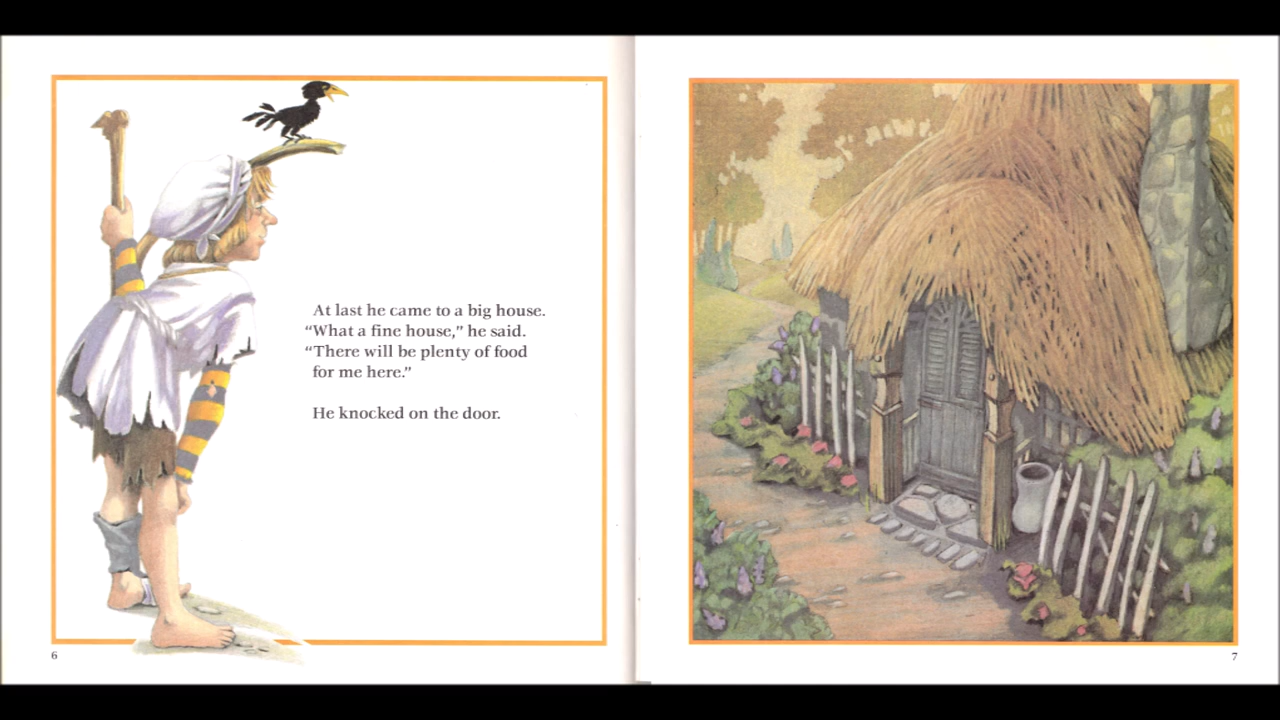 At last he came to a big house.
“What a fine house,” he said.
“There will be plenty of food
for me here.”
He knocked on the door.
6
7